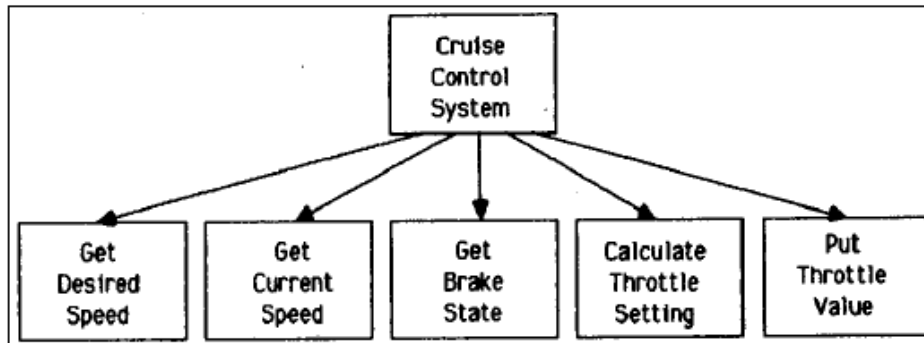 Cruise
Control
System
Get
Desired
Speed
Get
Current
Speed
Get
Brake
State
Calculate
Throttle
Setting
Put
Throttle
Value